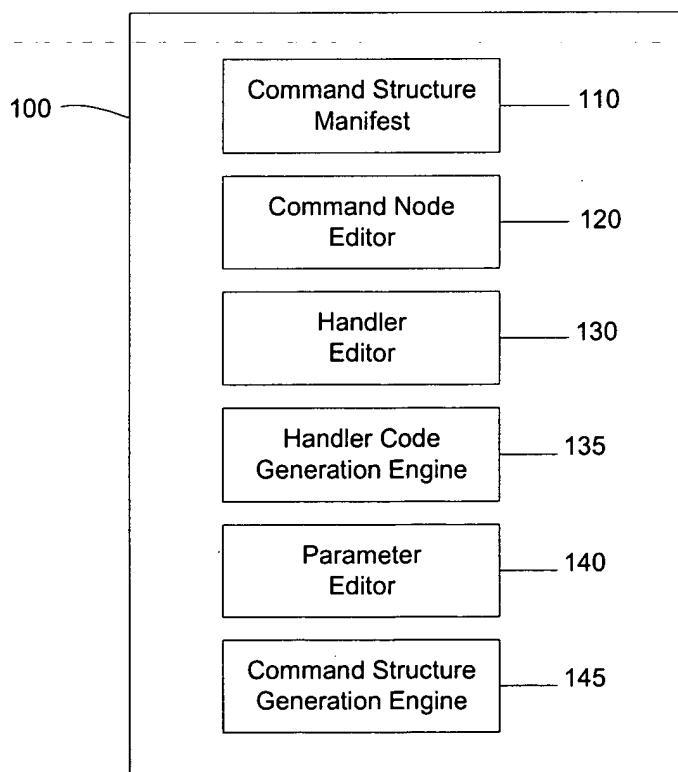 Command Structure
Manifest
110
100
Command Node
Editor
120
Handler
Editor
130
Handler Code
Generation Engine
135
Parameter
Editor
140
Command Structure
Generation Engine
145